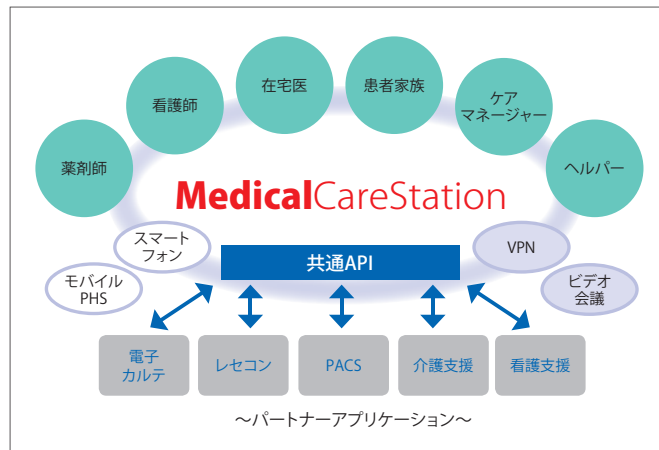 在宅医
患者家族
看護師
ケア
マネージャー
薬剤師
ヘルパー
MedicalCareStation
スマート
フォン
共通API
VPN
モバイル
PHS
ビデオ
会議
電子
カルテ
レセコン
PACS
介護支援
看護支援
～パートナーアプリケーション～